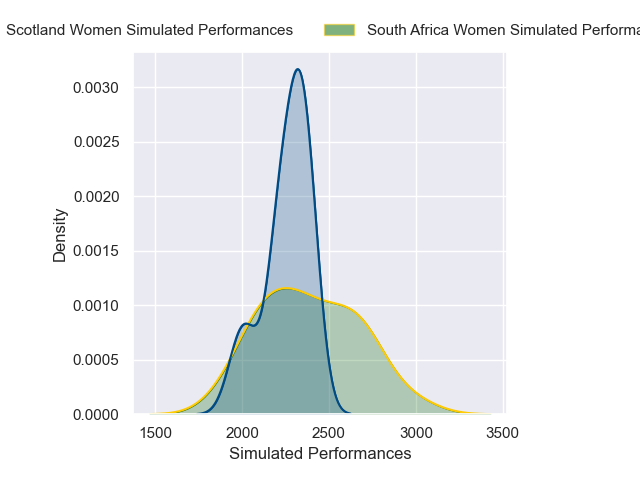 Scotland Women Simulated Performances
South Africa Women Simulated
0.0030
0.0025
0.0020
0.0015
0.0010
0.0005
0.0000
Density
1500 2000 2500 3000 3500
Simulated Performances